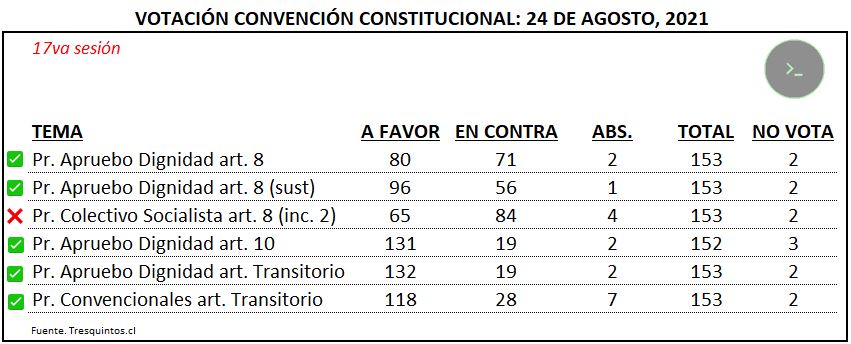 VOTACIÓN CONVENCIÓN CONSTITUCIONAL: 24 DE AGOSTO, 2021
17va sesión
>_
TEMA A FAVOR EN CONTRA ABS. TOTAL NO VOTA
Pr. Apruebo Dignidad art. 8 80 71 2 153 2
Pr. Apruebo Dignidad art. 8 (sust) 96 56 1 153 2
Pr. Colectivo Socialista art. 8 (inc. 2) 65 84 4 153 2
Pr. Apruebo Dignidad art. 10 131 19 2 152 3
Pr. Apruebo Dignidad art. Transitorio 132 19 2 153 2
Pr. Convencionales art. Transitorio 118 28 7 153 2
Fuente. Tresquintos.cl